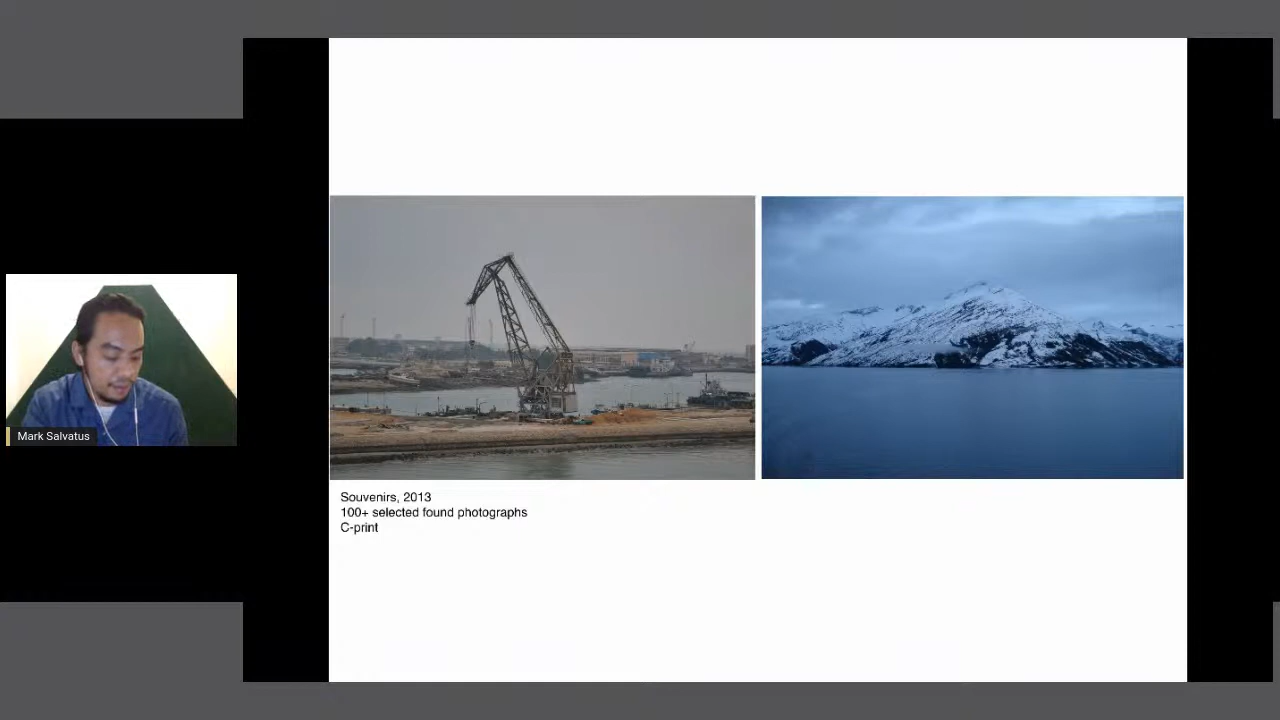 Mark Salvatus
Souvenirs, 2013
100+ selected found photographs
C-print